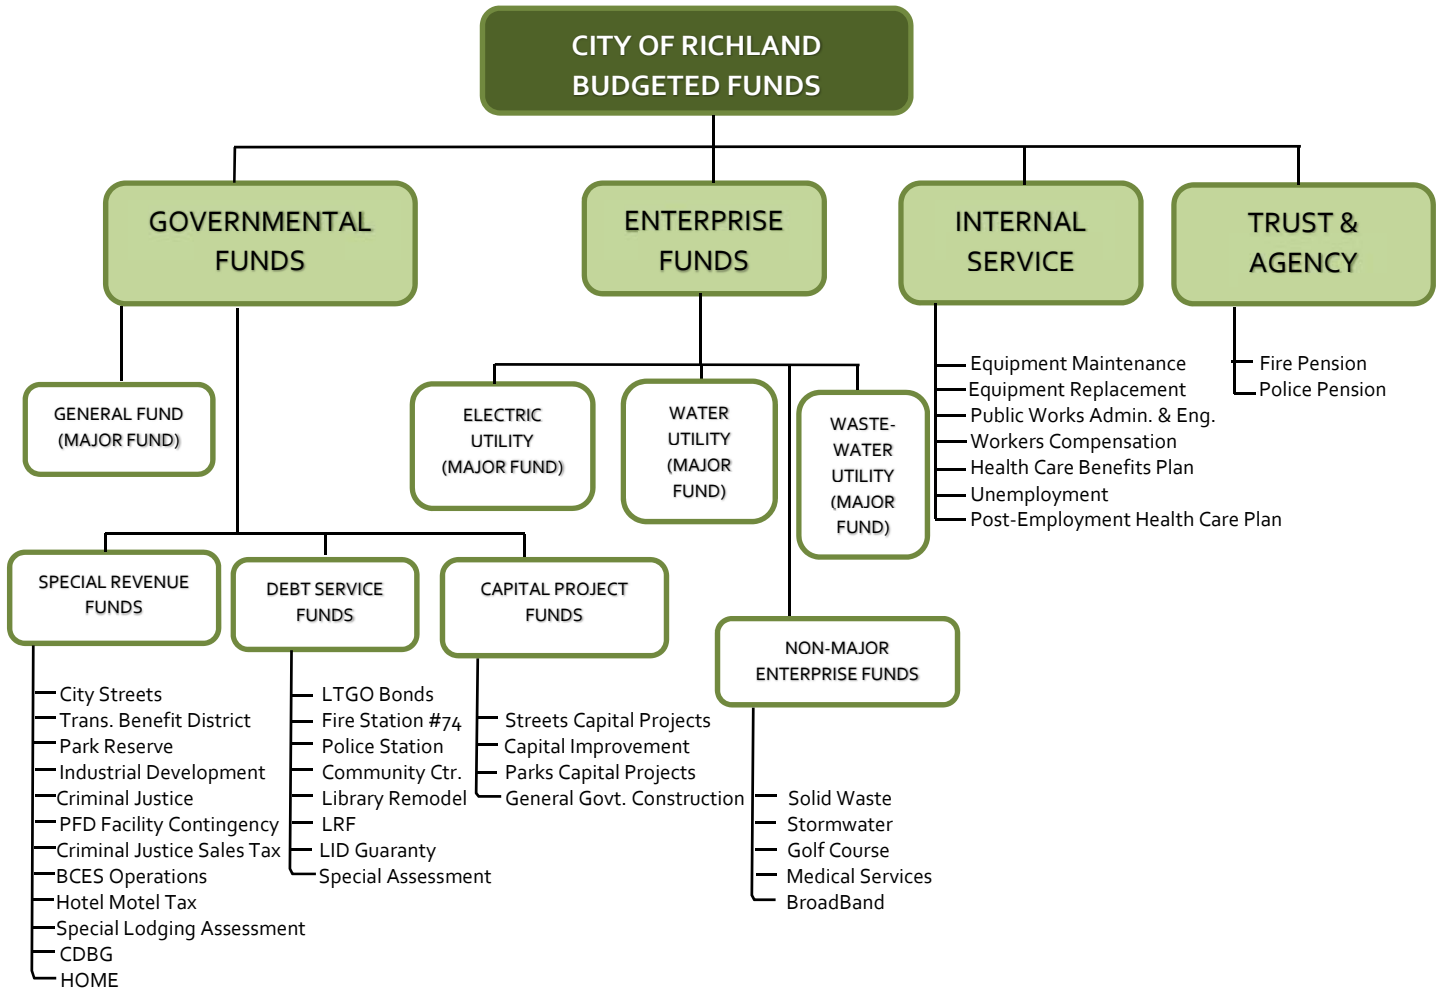 CITY OF RICHLAND
BUDGETED FUNDS
GOVERNMENTAL
FUNDS
ENTERPRISE
FUNDS
INTERNAL
SERVICE
TRUST &
AGENCY
GENERAL FUND
(MAJOR FUND)
ELECTRIC
UTILITY
(MAJOR FUND)
WATER
UTILITY
(MAJOR
FUND)
WASTE-
WATER
UTILITY
(MAJOR
FUND)
Equipment Maintenance
Equipment Replacement
Public Works Admin. & Eng.
Workers Compensation
Health Care Benefits Plan
Unemployment
Post-Employment Health Care Plan
Fire Pension
Police Pension
SPECIAL REVENUE
FUNDS
DEBT SERVICE
FUNDS
CAPITAL PROJECT
FUNDS
NON-MAJOR
ENTERPRISE FUNDS
City Streets
Trans. Benefit District
Park Reserve
Industrial Development
Criminal Justice
PFD Facility Contingency
Criminal Justice Sales Tax
BCES Operations
Hotel Motel Tax
Special Lodging Assessment
CDBG
HOME
LTGO Bonds
Fire Station #74
Police Station
Community Ctr.
Library Remodel
LRF
LID Guaranty
Special Assessment
Streets Capital Projects
Capital Improvement
Parks Capital Projects
General Govt. Construction
Solid Waste
Stormwater
Golf Course
Medical Services
BroadBand